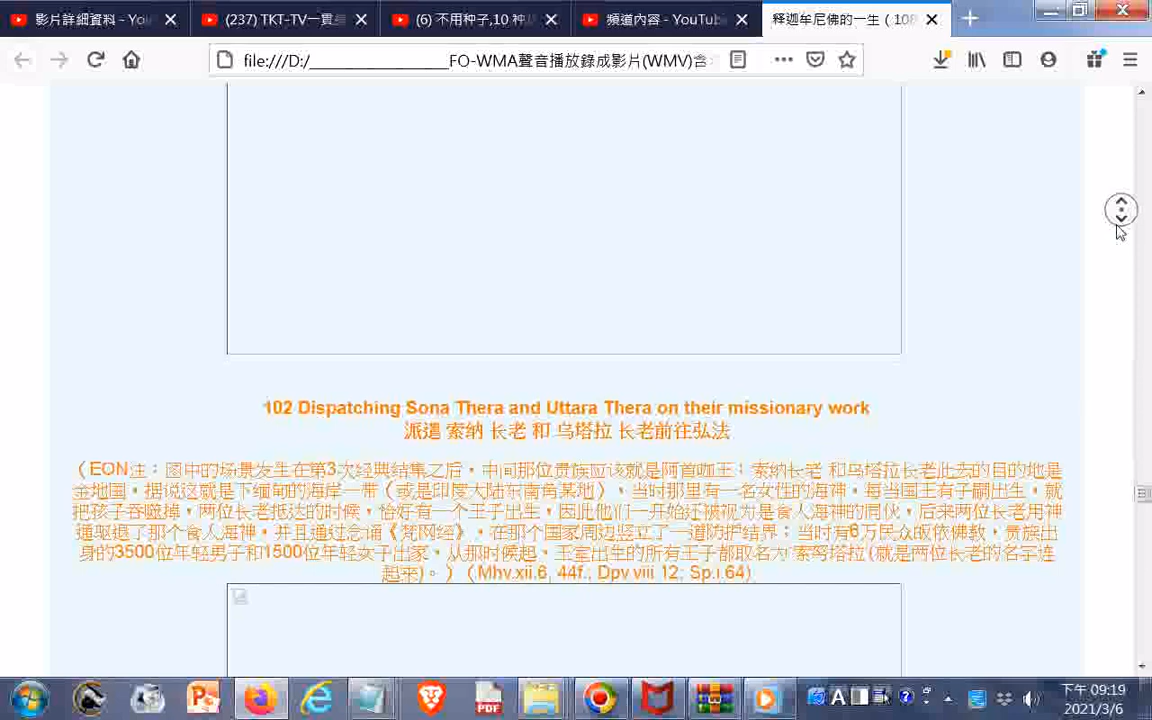 影片詳細資料 - Yo
(237) TKT-TV一貫
(6) 不用种子,10 种
頻道內容 - YouTub
释迦牟尼佛的一生 ( 108
file:///D:/________________FO-WMA聲音播放錄成影片(WMV)含
102 Dispatching Sona Thera and Uttara Thera on their missionary work
派遣 索纳 长老 和 乌塔拉 长老前往弘法
（EON注：图中的场景发生在第3次经典结集之后，中间那位贵族应该就是阿首咖王；索纳长老 和乌塔拉长老此去的目的地是
金地国，据说这就是下缅甸的海岸一带（或是印度大陆东南角某地），当时那里有一名女性的海神，每当国王有子嗣出生，就
把孩子吞噬掉，两位长老抵达的时候，恰好有一个王子出生，因此他们一开始还被视为是食人海神的同伙，后来两位长老用神
通驱退了那个食人海神，并且通过念诵《梵网经》，在那个国家周边竖立了一道防护结界；当时有6万民众皈依佛教，贵族出
身的3500位年轻男子和1500位年轻女子出家，从那时候起，王室出生的所有王子都取名为 索努塔拉(就是两位长老的名字连
起来)。）（Mhv.xii.6, 44f.; Dpv viii 12; Sp.i.64)
PDF
A
下午 09:19
2021/3/6